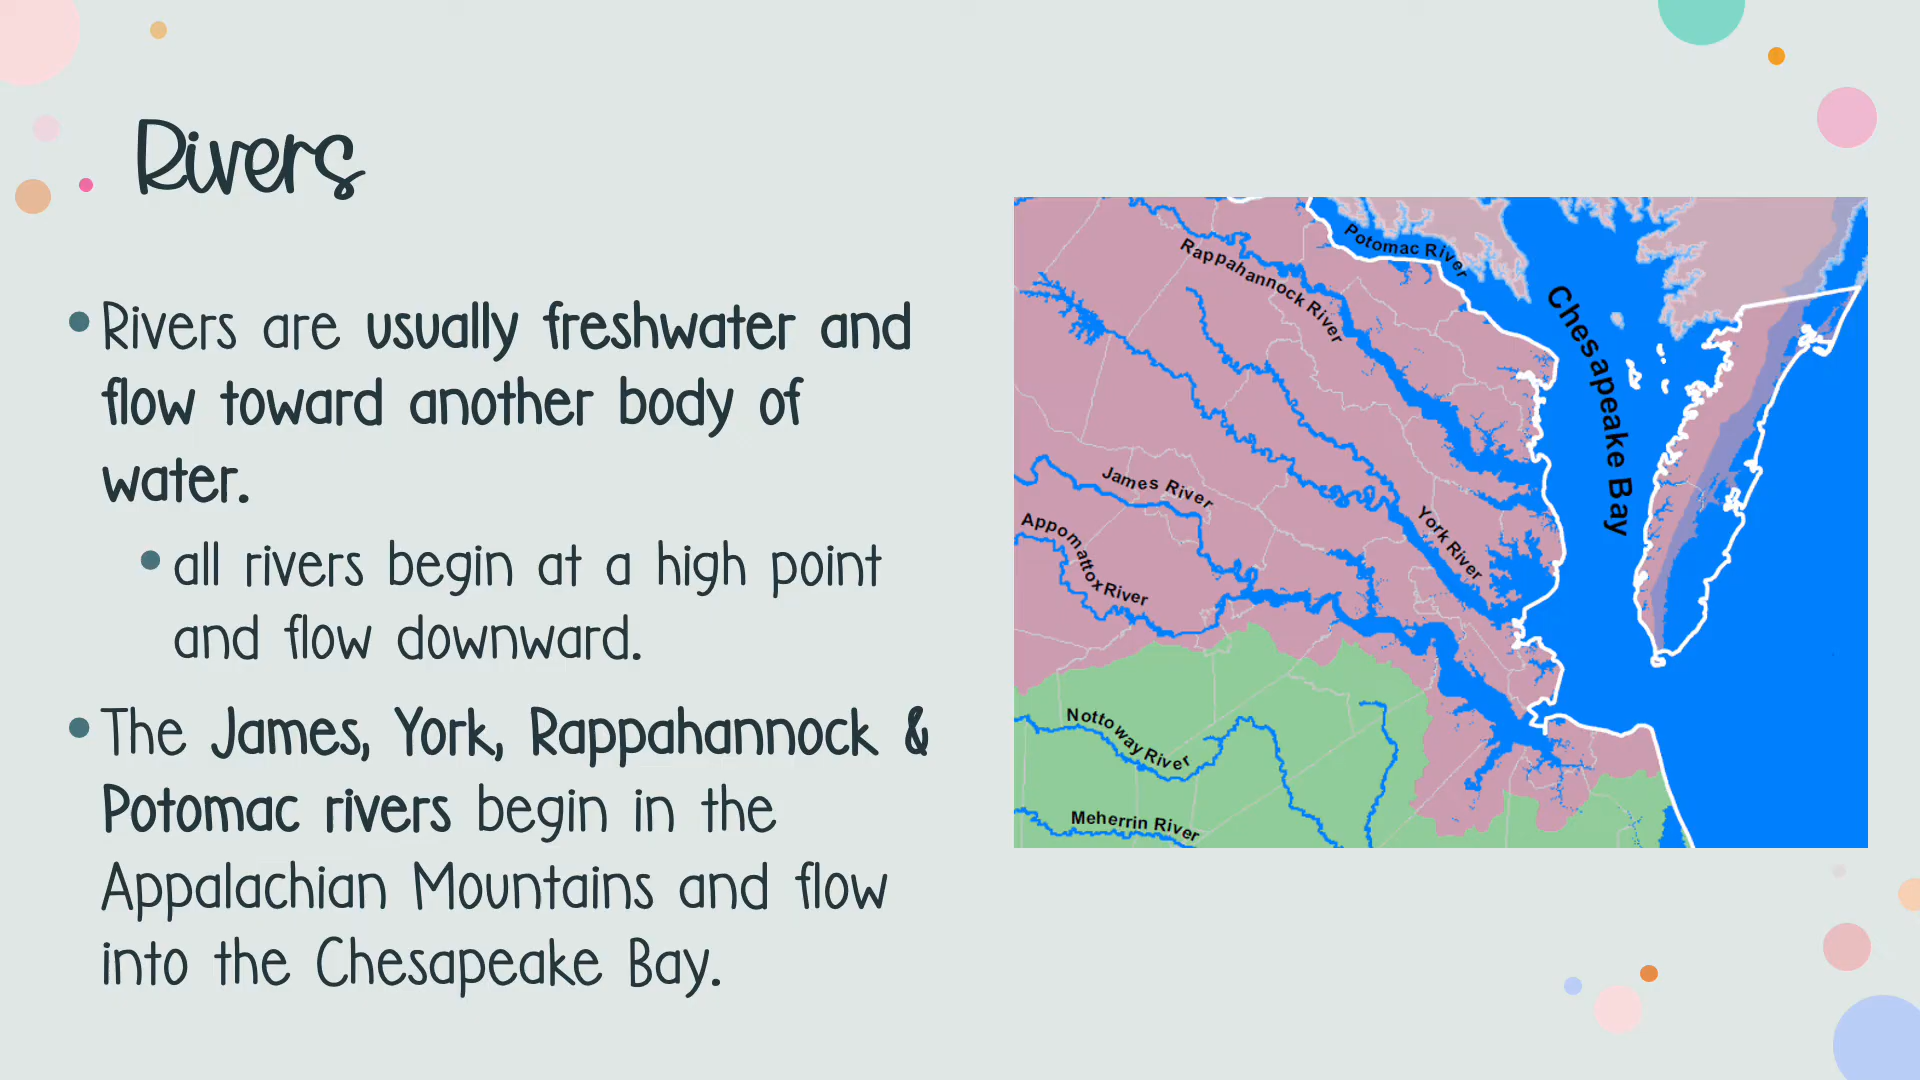 Rivers
• Rivers are usually freshwater and
flow toward another body of
water.
• all rivers begin at a high point
and flow downward.
• The James, York, Rappahannock &
Potomac rivers begin in the
Appalachian Mountains and flow
into the Chesapeake Bay.
Potomac River
Rappahannock River
Chesapeake Bay
James River
York River
Appomattox River
Nottoway River
Meherrin River